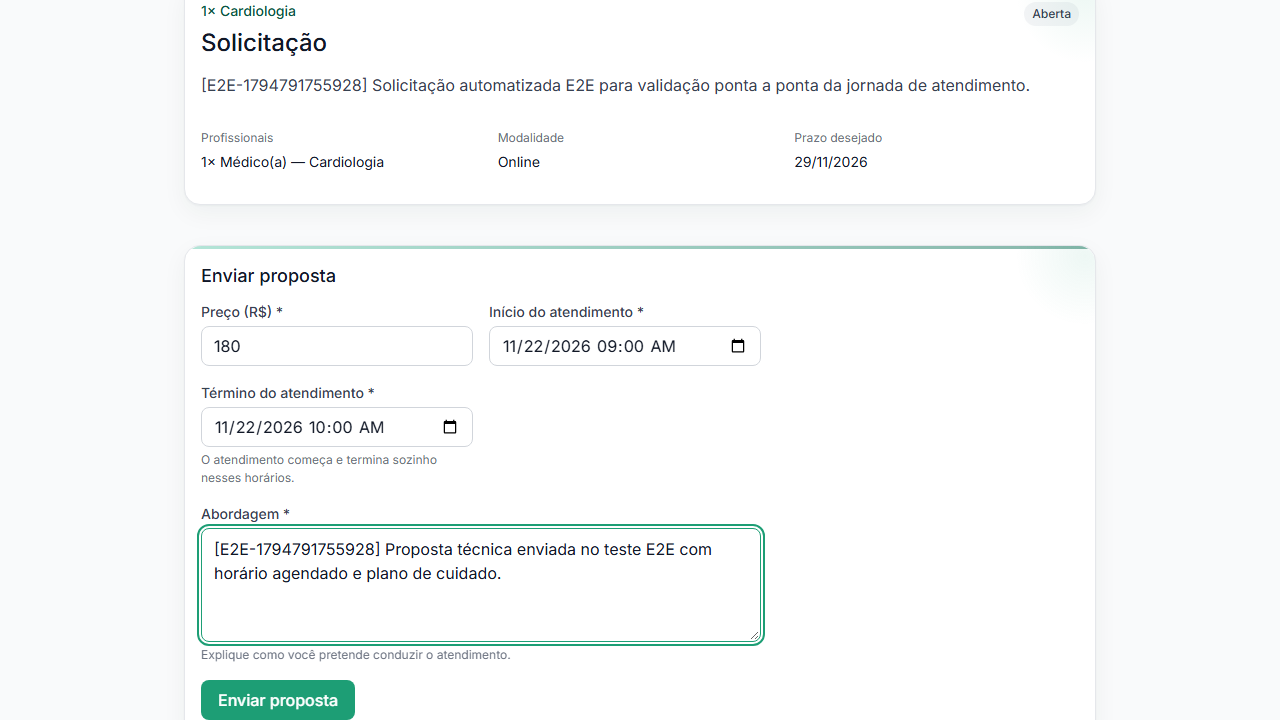 1× Cardiologia
Aberta
Solicitação
[E2E-1794791755928] Solicitação automatizada E2E para validação ponta a ponta da jornada de atendimento.
Profissionais
Modalidade
Prazo desejado
1× Médico(a) — Cardiologia
Online
29/11/2026
Enviar proposta
Preço (R$) *
Início do atendimento *
180
11/22/2026 09:00 AM
Término do atendimento *
11/22/2026 10:00 AM
O atendimento começa e termina sozinho
nesses horários.
Abordagem *
[E2E-1794791755928] Proposta técnica enviada no teste E2E com
horário agendado e plano de cuidado.
Explique como você pretende conduzir o atendimento.
Enviar proposta